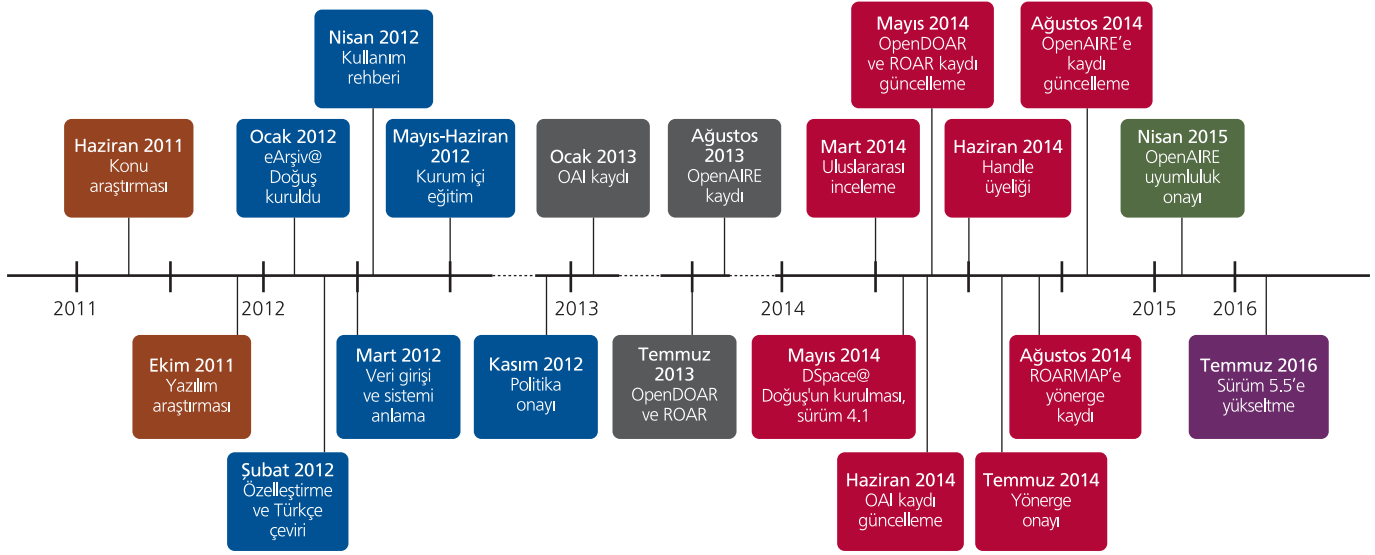 Nisan 2012
Kullanım
rehberi
Mayıs 2014
OpenDOAR
ve ROAR kaydı
güncelleme
Ağustos 2014
OpenAIRE’e
kaydı
güncelleme
Haziran 2011
Konu
araştırması
Ocak 2012
eArşiv@
Doğuş
kuruldu
Mayıs-Haziran
2012
Kurum içi
eğitim
Ocak 2013
OAI kaydı
Ağustos
2013
OpenAIRE
kaydı
Mart 2014
Uluslararası
inceleme
Haziran 2014
Handle
üyeliği
Nisan 2015
OpenAIRE
uyumluluk
onayı
2011
2012
2013
2014
2015
2016
Ekim 2011
Yazılım
araştırması
Mart 2012
Veri girişi
ve sistemi
anlama
Kasım 2012
Politika
onayı
Temmuz
2013
OpenDOAR
ve ROAR
Mayıs 2014
DSpace@
Doğuş'un kurulması,
sürüm 4.1
Ağustos 2014
ROARMAP’e
yönerge
kaydı
Temmuz 2016
Sürüm 5.5’e
yükseltme
Şubat 2012
Özelleştirme
ve Türkçe
çeviri
Haziran 2014
OAI kaydı
güncelleme
Temmuz 2014
Yönerge
onayı